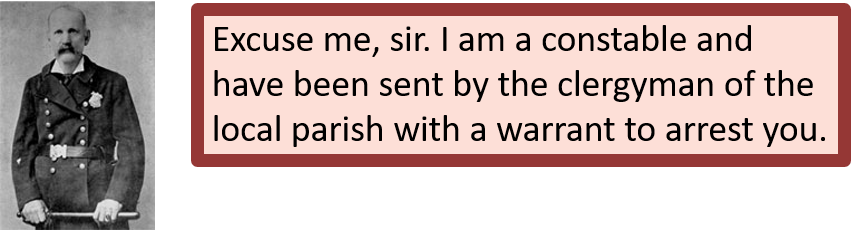 Excuse me, sir. I am a constable and
have been sent by the clergyman of the
local parish with a warrant to arrest you.